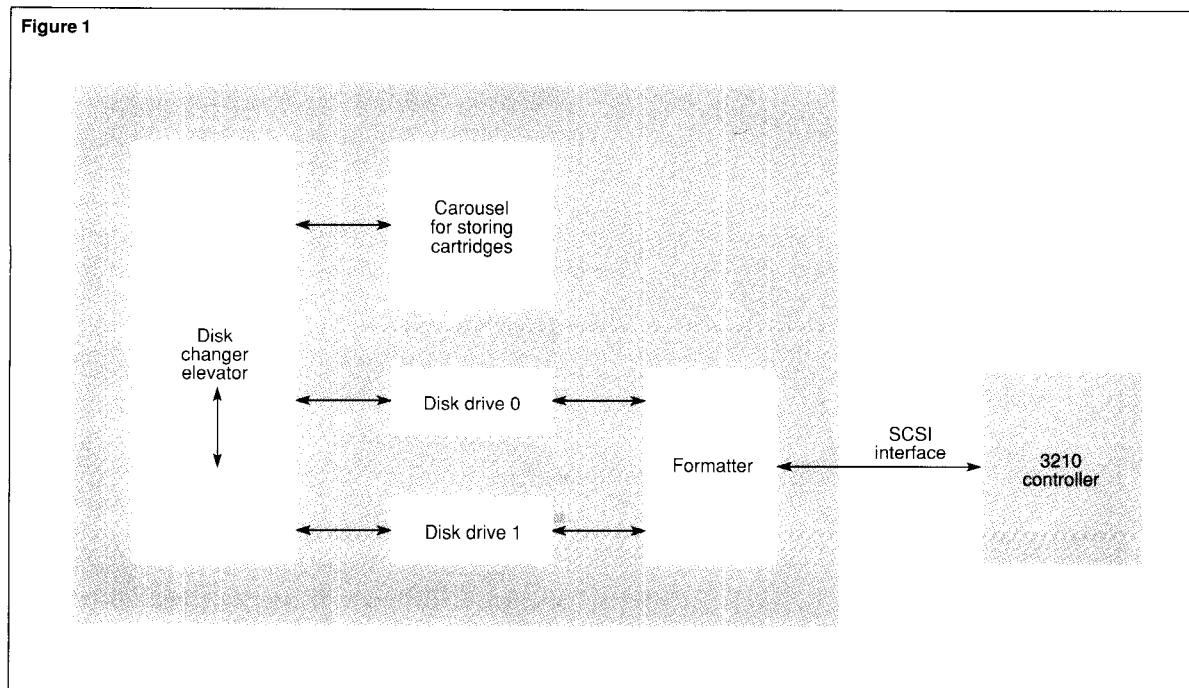 Figure 1
Carousel
for storing
cartridges
Disk
changer
elevator
Disk drive 0
Disk drive 1
Formatter
SCSI
interface
3210
controller